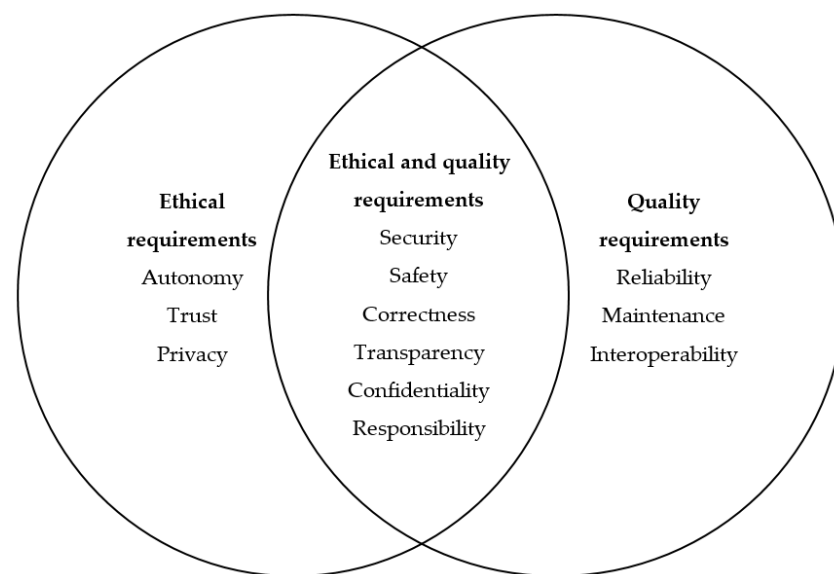 Ethical
requirements
Autonomy
Trust
Privacy
Ethical and quality
requirements
Security
Safety
Correctness
Transparency
Confidentiality
Responsibility
Quality
requirements
Reliability
Maintenance
Interoperability